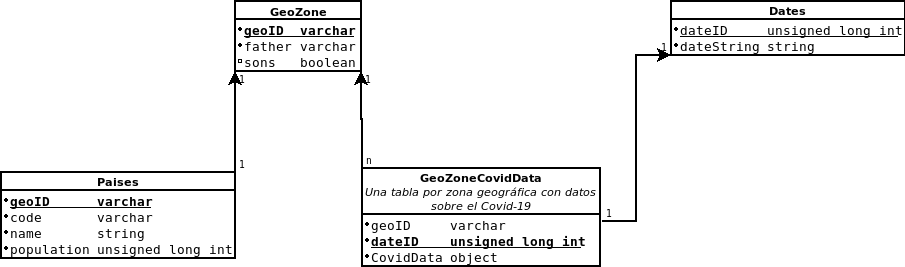 GeoZone
geoID varchar
father varchar
sons boolean
Dates
dateID unsigned long int
dateString string
1
1
1
1
n
Paises
geoID varchar
code varchar
name string
population unsigned long int
GeoZoneCovidData
Una tabla por zona geográfica con datos
sobre el Covid-19
geoID varchar
dateID unsigned long int
CovidData object
1